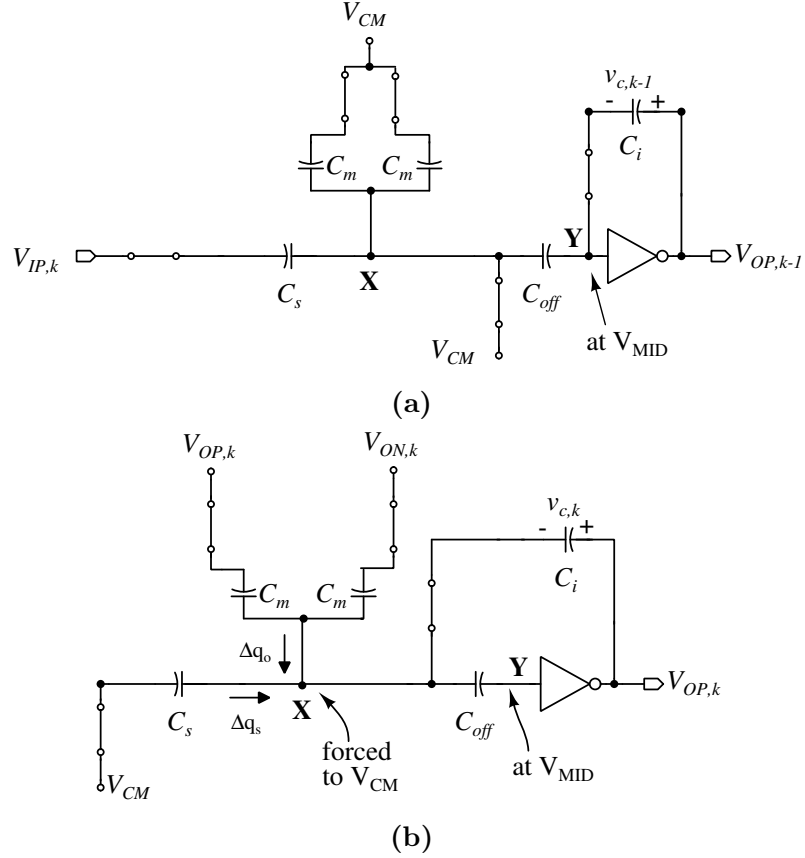 V_CM
v_c,k-1
- +
C_i
C_m C_m
V_IP,k
C_s
X
Y
C_off
V_OP,k-1
at V_MID
V_CM
(a)
V_OP,k V_ON,k
v_c,k
- +
C_i
C_m C_m
Δq_o
Y
V_OP,k
C_s
Δq_s
X
C_off
forced
to V_CM
at V_MID
V_CM
(b)